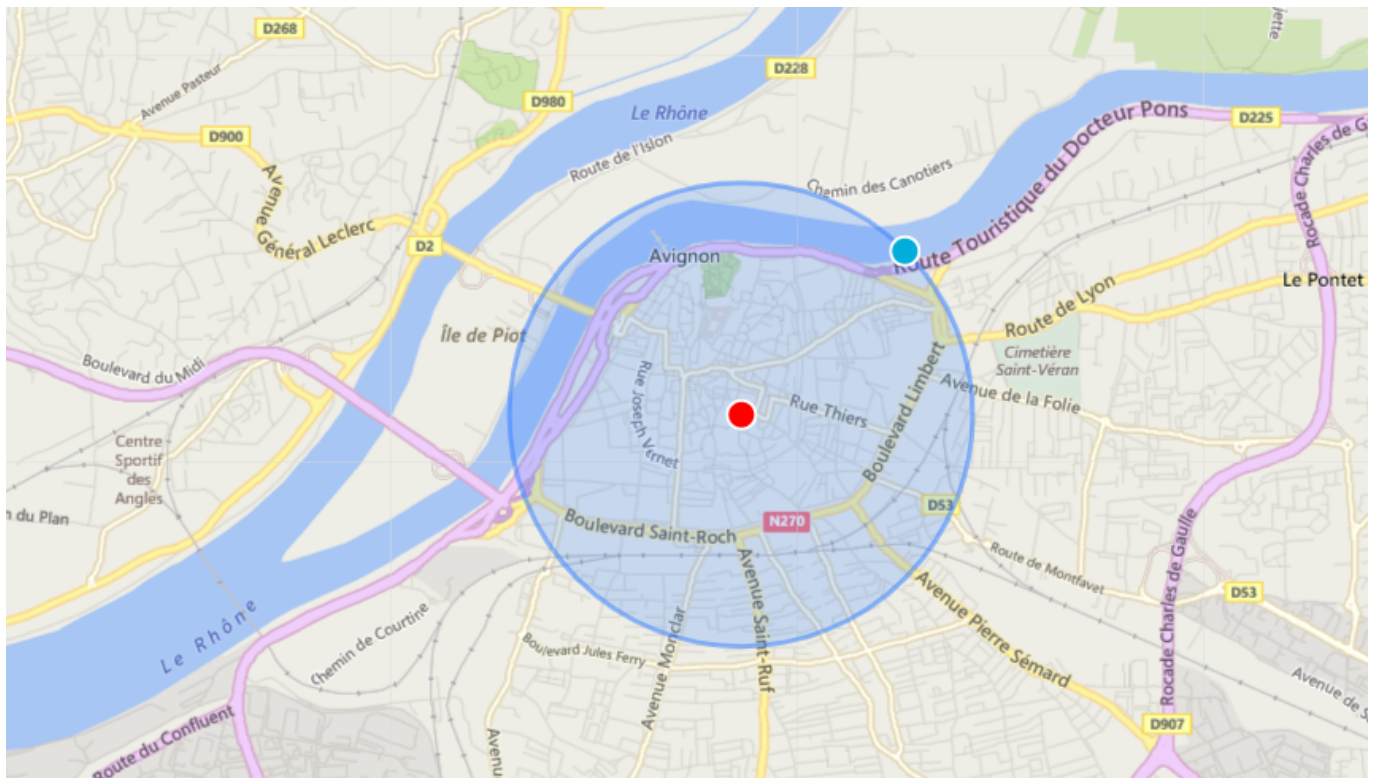 D268
jette
D228
Avenue Pasteur
D980
Le Rhône
D900
Route Touristique du Docteur Pons
D225
Rocade Charles de G
Route de l'Islon
Chemin des Canotiers
Avenue Général Leclerc
D2
Avignon
Le Pontet
Route de Lyon
Île de Piot
Cimetière
Saint-Véran
Boulevard du Midi
Avenue de la Folie
Rue Joseph Vernet
Rue Thiers
Boulevard Limbert
Centre
Sportif
des
Angles
n du Plan
D53
Boulevard Saint-Roch
N270
Rocade Charles de Gaulle
Route de Montfavet
D53
Le Rhône
Chemin de Courtine
Avenue Monclar
Avenue Saint-Ruf
Avenue Pierre Sémard
Boulevard Jules Ferry
Avenue de S
Route du Confluent
Avenu
D907